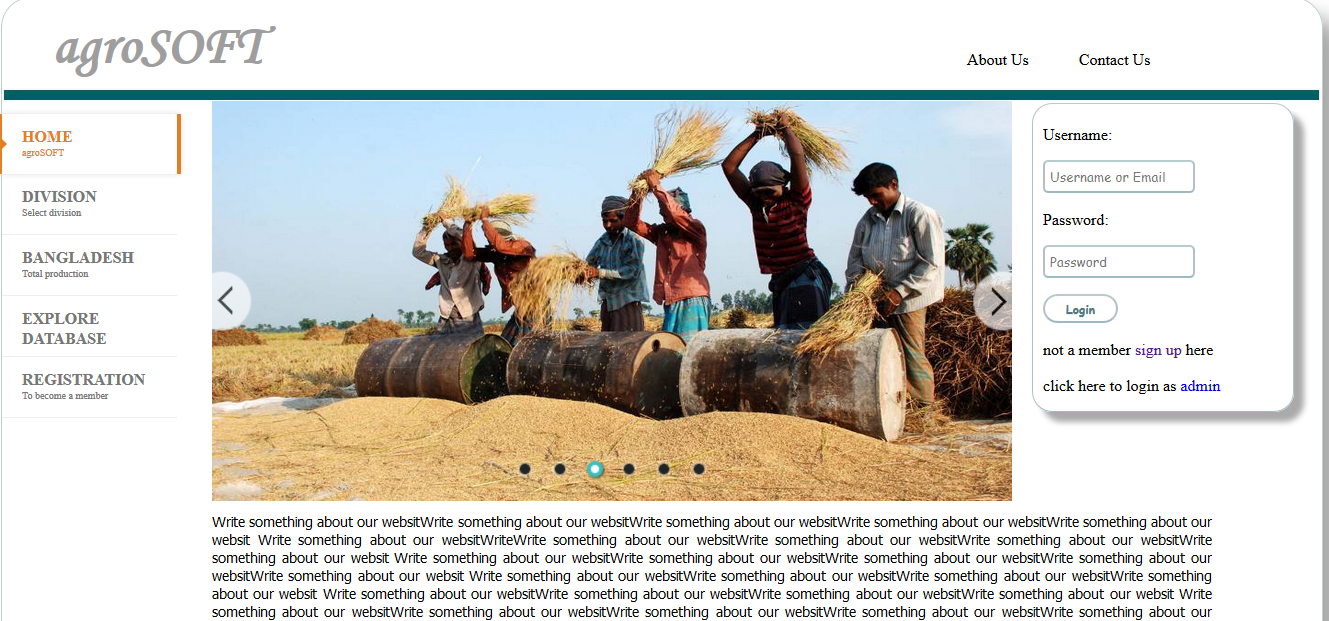 agroSOFT
About Us
Contact Us
HOME
agroSOFT
DIVISION
Select division
BANGLADESH
Total production
EXPLORE
DATABASE
REGISTRATION
To become a member
Username:
Username or Email
Password:
Password
Login
not a member sign up here
click here to login as admin
Write something about our websitWrite something about our websitWrite something about our websitWrite something about our websitWrite something about our
websit Write something about our websitWriteWrite something about our websitWrite something about our websitWrite something about our websitWrite
something about our websit Write something about our websitWrite something about our websitWrite something about our websitWrite something about our
websitWrite something about our websit Write something about our websitWrite something about our websitWrite something about our websitWrite something
about our websit Write something about our websitWrite something about our websitWrite something about our websitWrite something about our websit Write
something about our websitWrite something about our websitWrite something about our websitWrite something about our websitWrite something about our